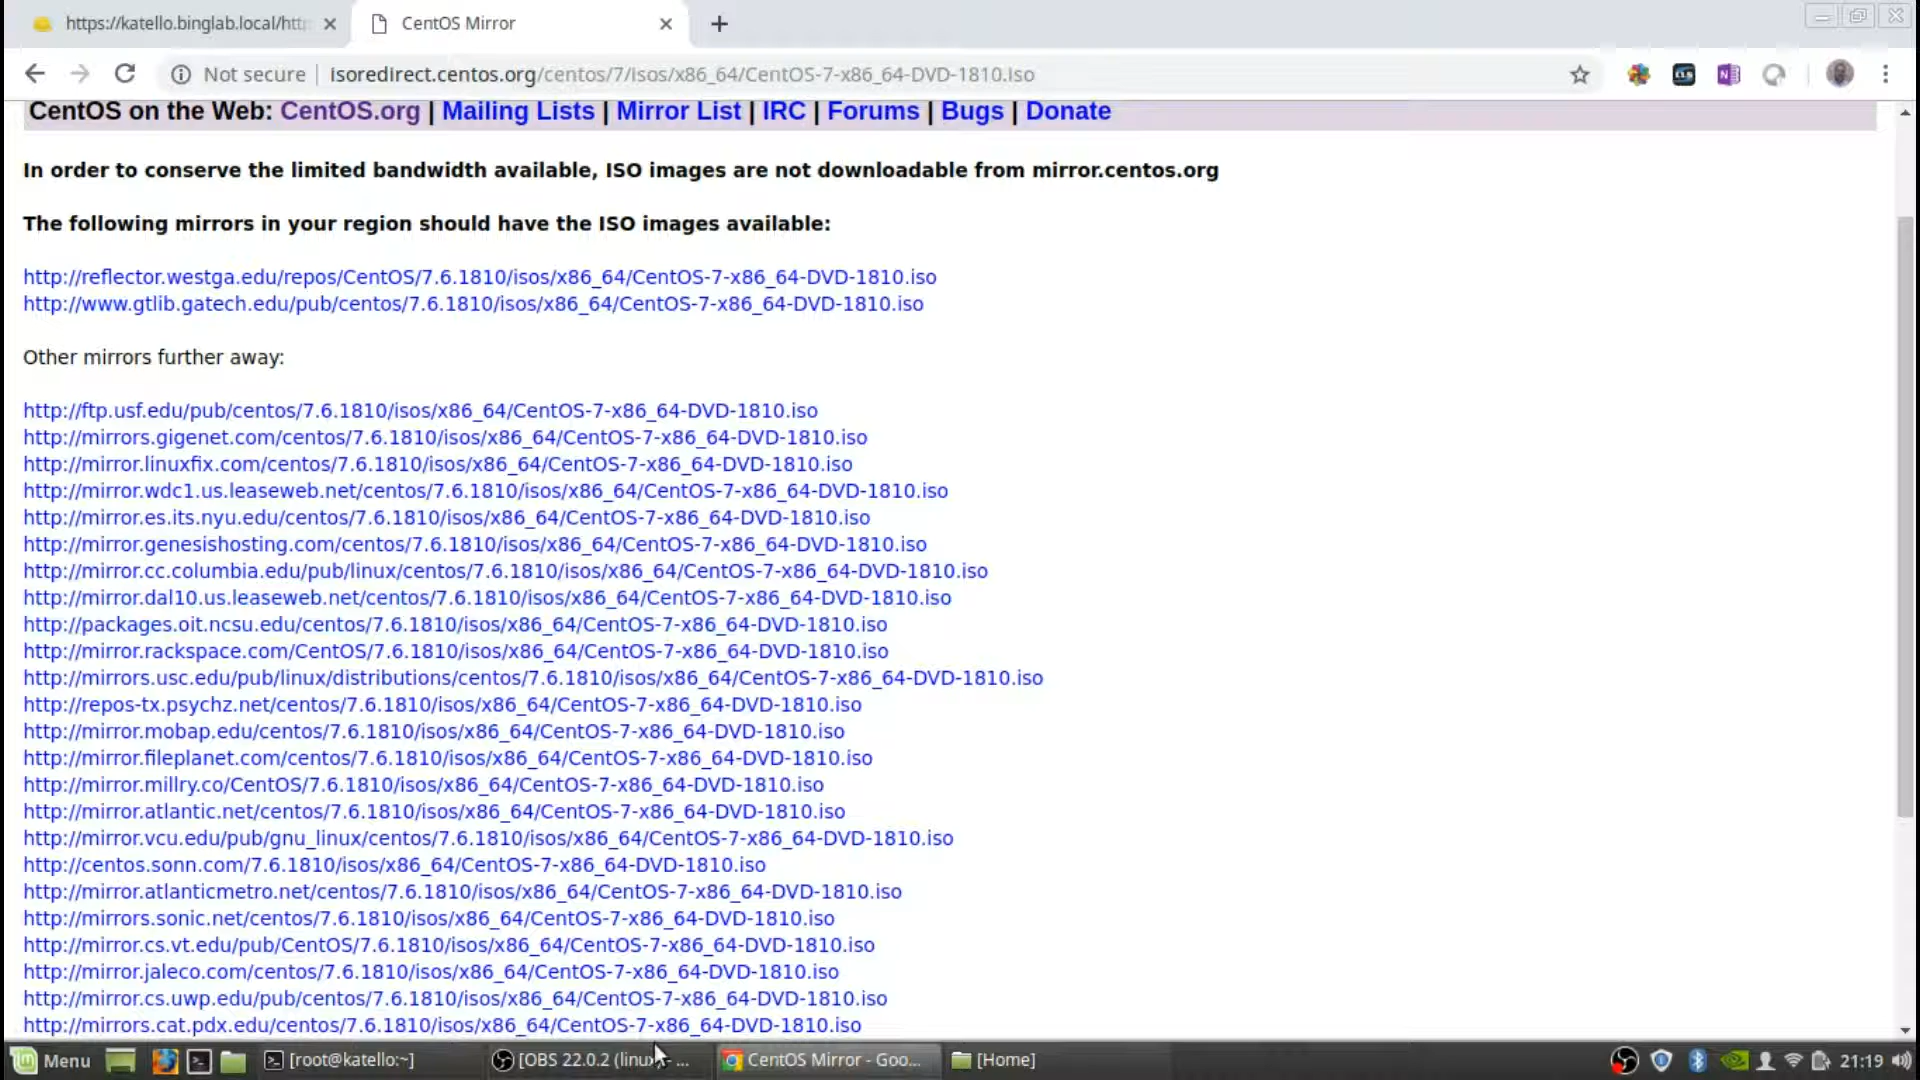 https://katello.binglab.local/htt
CentOS Mirror
Not secure
isoredirect.centos.org/centos/7/isos/x86_64/CentOS-7-x86_64-DVD-1810.iso
CentOS on the Web: CentOS.org | Mailing Lists | Mirror List | IRC | Forums | Bugs | Donate
In order to conserve the limited bandwidth available, ISO images are not downloadable from mirror.centos.org
The following mirrors in your region should have the ISO images available:
http://reflector.westga.edu/repos/CentOS/7.6.1810/isos/x86_64/CentOS-7-x86_64-DVD-1810.iso
http://www.gtlib.gatech.edu/pub/centos/7.6.1810/isos/x86_64/CentOS-7-x86_64-DVD-1810.iso
Other mirrors further away:
http://ftp.usf.edu/pub/centos/7.6.1810/isos/x86_64/CentOS-7-x86_64-DVD-1810.iso
http://mirrors.gigenet.com/centos/7.6.1810/isos/x86_64/CentOS-7-x86_64-DVD-1810.iso
http://mirror.linuxfix.com/centos/7.6.1810/isos/x86_64/CentOS-7-x86_64-DVD-1810.iso
http://mirror.wdc1.us.leaseweb.net/centos/7.6.1810/isos/x86_64/CentOS-7-x86_64-DVD-1810.iso
http://mirror.es.its.nyu.edu/centos/7.6.1810/isos/x86_64/CentOS-7-x86_64-DVD-1810.iso
http://mirror.genesishosting.com/centos/7.6.1810/isos/x86_64/CentOS-7-x86_64-DVD-1810.iso
http://mirror.cc.columbia.edu/pub/linux/centos/7.6.1810/isos/x86_64/CentOS-7-x86_64-DVD-1810.iso
http://mirror.dal10.us.leaseweb.net/centos/7.6.1810/isos/x86_64/CentOS-7-x86_64-DVD-1810.iso
http://packages.oit.ncsu.edu/centos/7.6.1810/isos/x86_64/CentOS-7-x86_64-DVD-1810.iso
http://mirror.rackspace.com/CentOS/7.6.1810/isos/x86_64/CentOS-7-x86_64-DVD-1810.iso
http://mirrors.usc.edu/pub/linux/distributions/centos/7.6.1810/isos/x86_64/CentOS-7-x86_64-DVD-1810.iso
http://repos-tx.psychz.net/centos/7.6.1810/isos/x86_64/CentOS-7-x86_64-DVD-1810.iso
http://mirror.mobap.edu/centos/7.6.1810/isos/x86_64/CentOS-7-x86_64-DVD-1810.iso
http://mirror.fileplanet.com/centos/7.6.1810/isos/x86_64/CentOS-7-x86_64-DVD-1810.iso
http://mirror.millry.co/CentOS/7.6.1810/isos/x86_64/CentOS-7-x86_64-DVD-1810.iso
http://mirror.atlantic.net/centos/7.6.1810/isos/x86_64/CentOS-7-x86_64-DVD-1810.iso
http://mirror.vcu.edu/pub/gnu_linux/centos/7.6.1810/isos/x86_64/CentOS-7-x86_64-DVD-1810.iso
http://centos.sonn.com/7.6.1810/isos/x86_64/CentOS-7-x86_64-DVD-1810.iso
http://mirror.atlanticmetro.net/centos/7.6.1810/isos/x86_64/CentOS-7-x86_64-DVD-1810.iso
http://mirrors.sonic.net/centos/7.6.1810/isos/x86_64/CentOS-7-x86_64-DVD-1810.iso
http://mirror.cs.vt.edu/pub/CentOS/7.6.1810/isos/x86_64/CentOS-7-x86_64-DVD-1810.iso
http://mirror.jaleco.com/centos/7.6.1810/isos/x86_64/CentOS-7-x86_64-DVD-1810.iso
http://mirror.cs.uwp.edu/pub/centos/7.6.1810/isos/x86_64/CentOS-7-x86_64-DVD-1810.iso
http://mirrors.cat.pdx.edu/centos/7.6.1810/isos/x86_64/CentOS-7-x86_64-DVD-1810.iso
Menu [root@katello:~] [OBS 22.0.2 (linux) - ... CentOS Mirror - Goo... [Home] 21:19